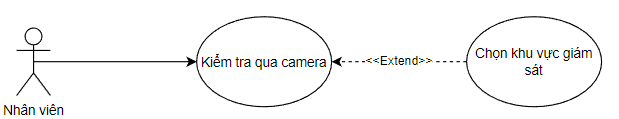 Kiểm tra qua camera
<<Extend>>
Chọn khu vực giám
sát
Nhân viên